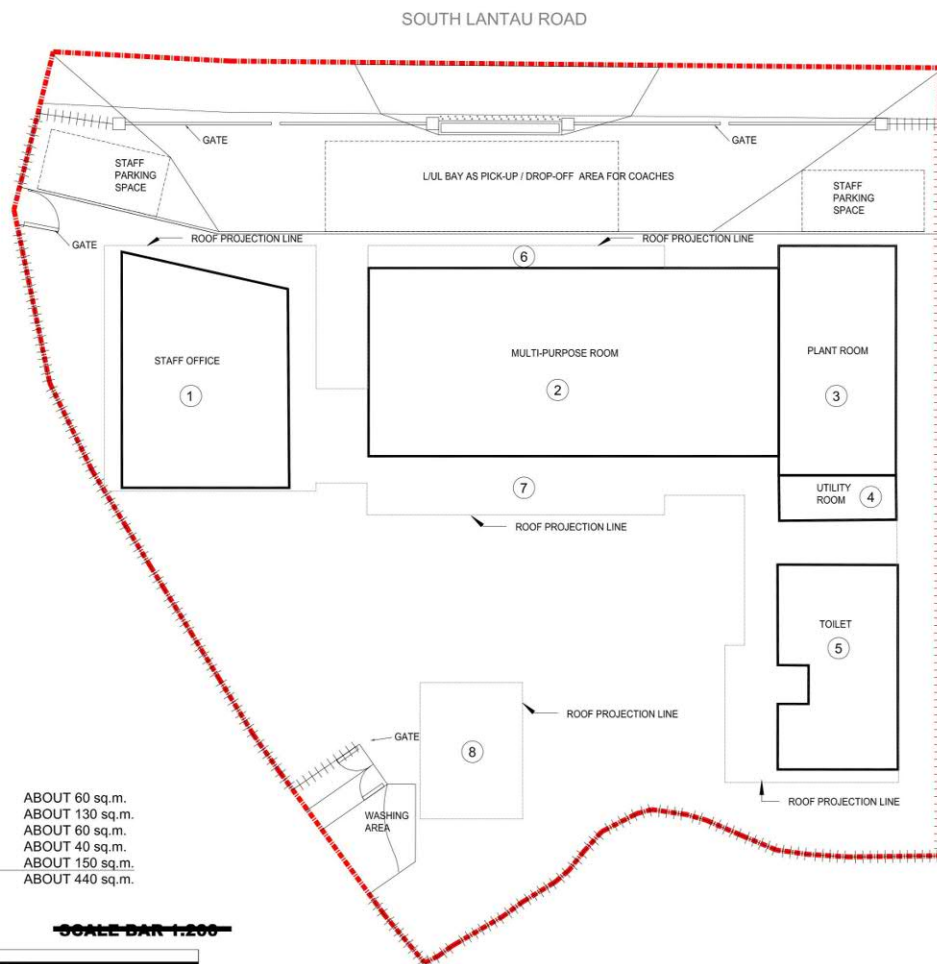 SOUTH LANTAU ROAD
GATE
GATE
STAFF
PARKING
SPACE
L/UL BAY AS PICK-UP / DROP-OFF AREA FOR COACHES
STAFF
PARKING
SPACE
GATE
ROOF PROJECTION LINE
ROOF PROJECTION LINE
6
STAFF OFFICE
1
MULTI-PURPOSE ROOM
2
PLANT ROOM
3
7
UTILITY
ROOM
4
ROOF PROJECTION LINE
TOILET
5
ROOF PROJECTION LINE
GATE
8
WASHING
AREA
ROOF PROJECTION LINE
ABOUT 60 sq.m.
ABOUT 130 sq.m.
ABOUT 60 sq.m.
ABOUT 40 sq.m.
ABOUT 150 sq.m.
ABOUT 440 sq.m.
SCALE BAR 1:200